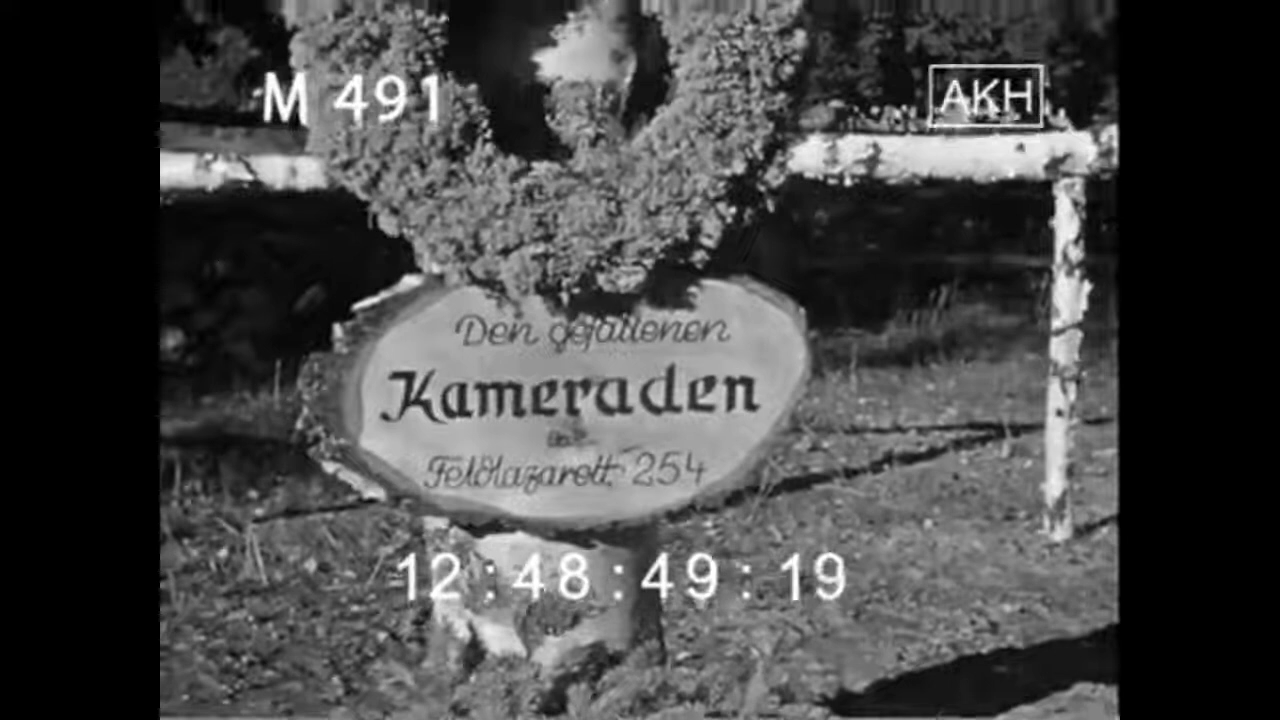 M 491
AKH
Den gefallenen
Kameraden
Feldlazarett 254
12:48:49:19